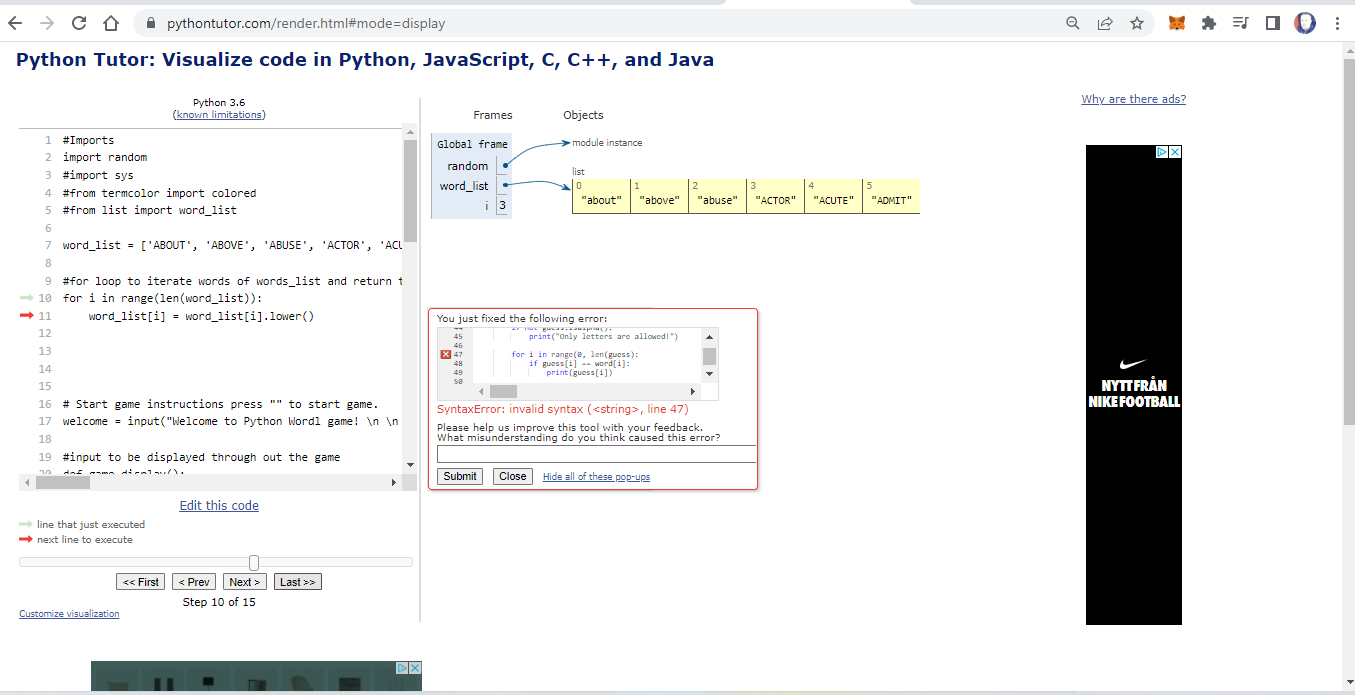 pythontutor.com/render.html#mode=display
Python Tutor: Visualize code in Python, JavaScript, C, C++, and Java
Python 3.6
(known limitations)
1 #Imports
2 import random
3 #import sys
4 #from termcolor import colored
5 #from list import word_list
6
7 word_list = ['ABOUT', 'ABOVE', 'ABUSE', 'ACTOR', 'ACU
8
9 #for loop to iterate words of words_list and return t
10 for i in range(len(word_list)):
11 word_list[i] = word_list[i].lower()
12
13
14
15
16 # Start game instructions press "" to start game.
17 welcome = input("Welcome to Python Wordl game! \n \n
18
19 #input to be displayed through out the game
20 def game_display():
Edit this code
line that just executed
next line to execute
<< First < Prev Next > Last >>
Step 10 of 15
Customize visualization
Frames Objects
Global frame
random
word_list
i 3
module instance
list
0 1 2 3 4 5
"about" "above" "abuse" "ACTOR" "ACUTE" "ADMIT"
You just fixed the following error:
44 if not guess.isalpha():
45 print("Only letters are allowed!")
46
47 for i in range(0, len(guess):
48 if guess[i] == word[i]:
49 print(guess[i])
50
SyntaxError: invalid syntax (<string>, line 47)
Please help us improve this tool with your feedback.
What misunderstanding do you think caused this error?
Submit Close Hide all of these pop-ups
Why are there ads?
NYTT FRÅN
NIKE FOOTBALL